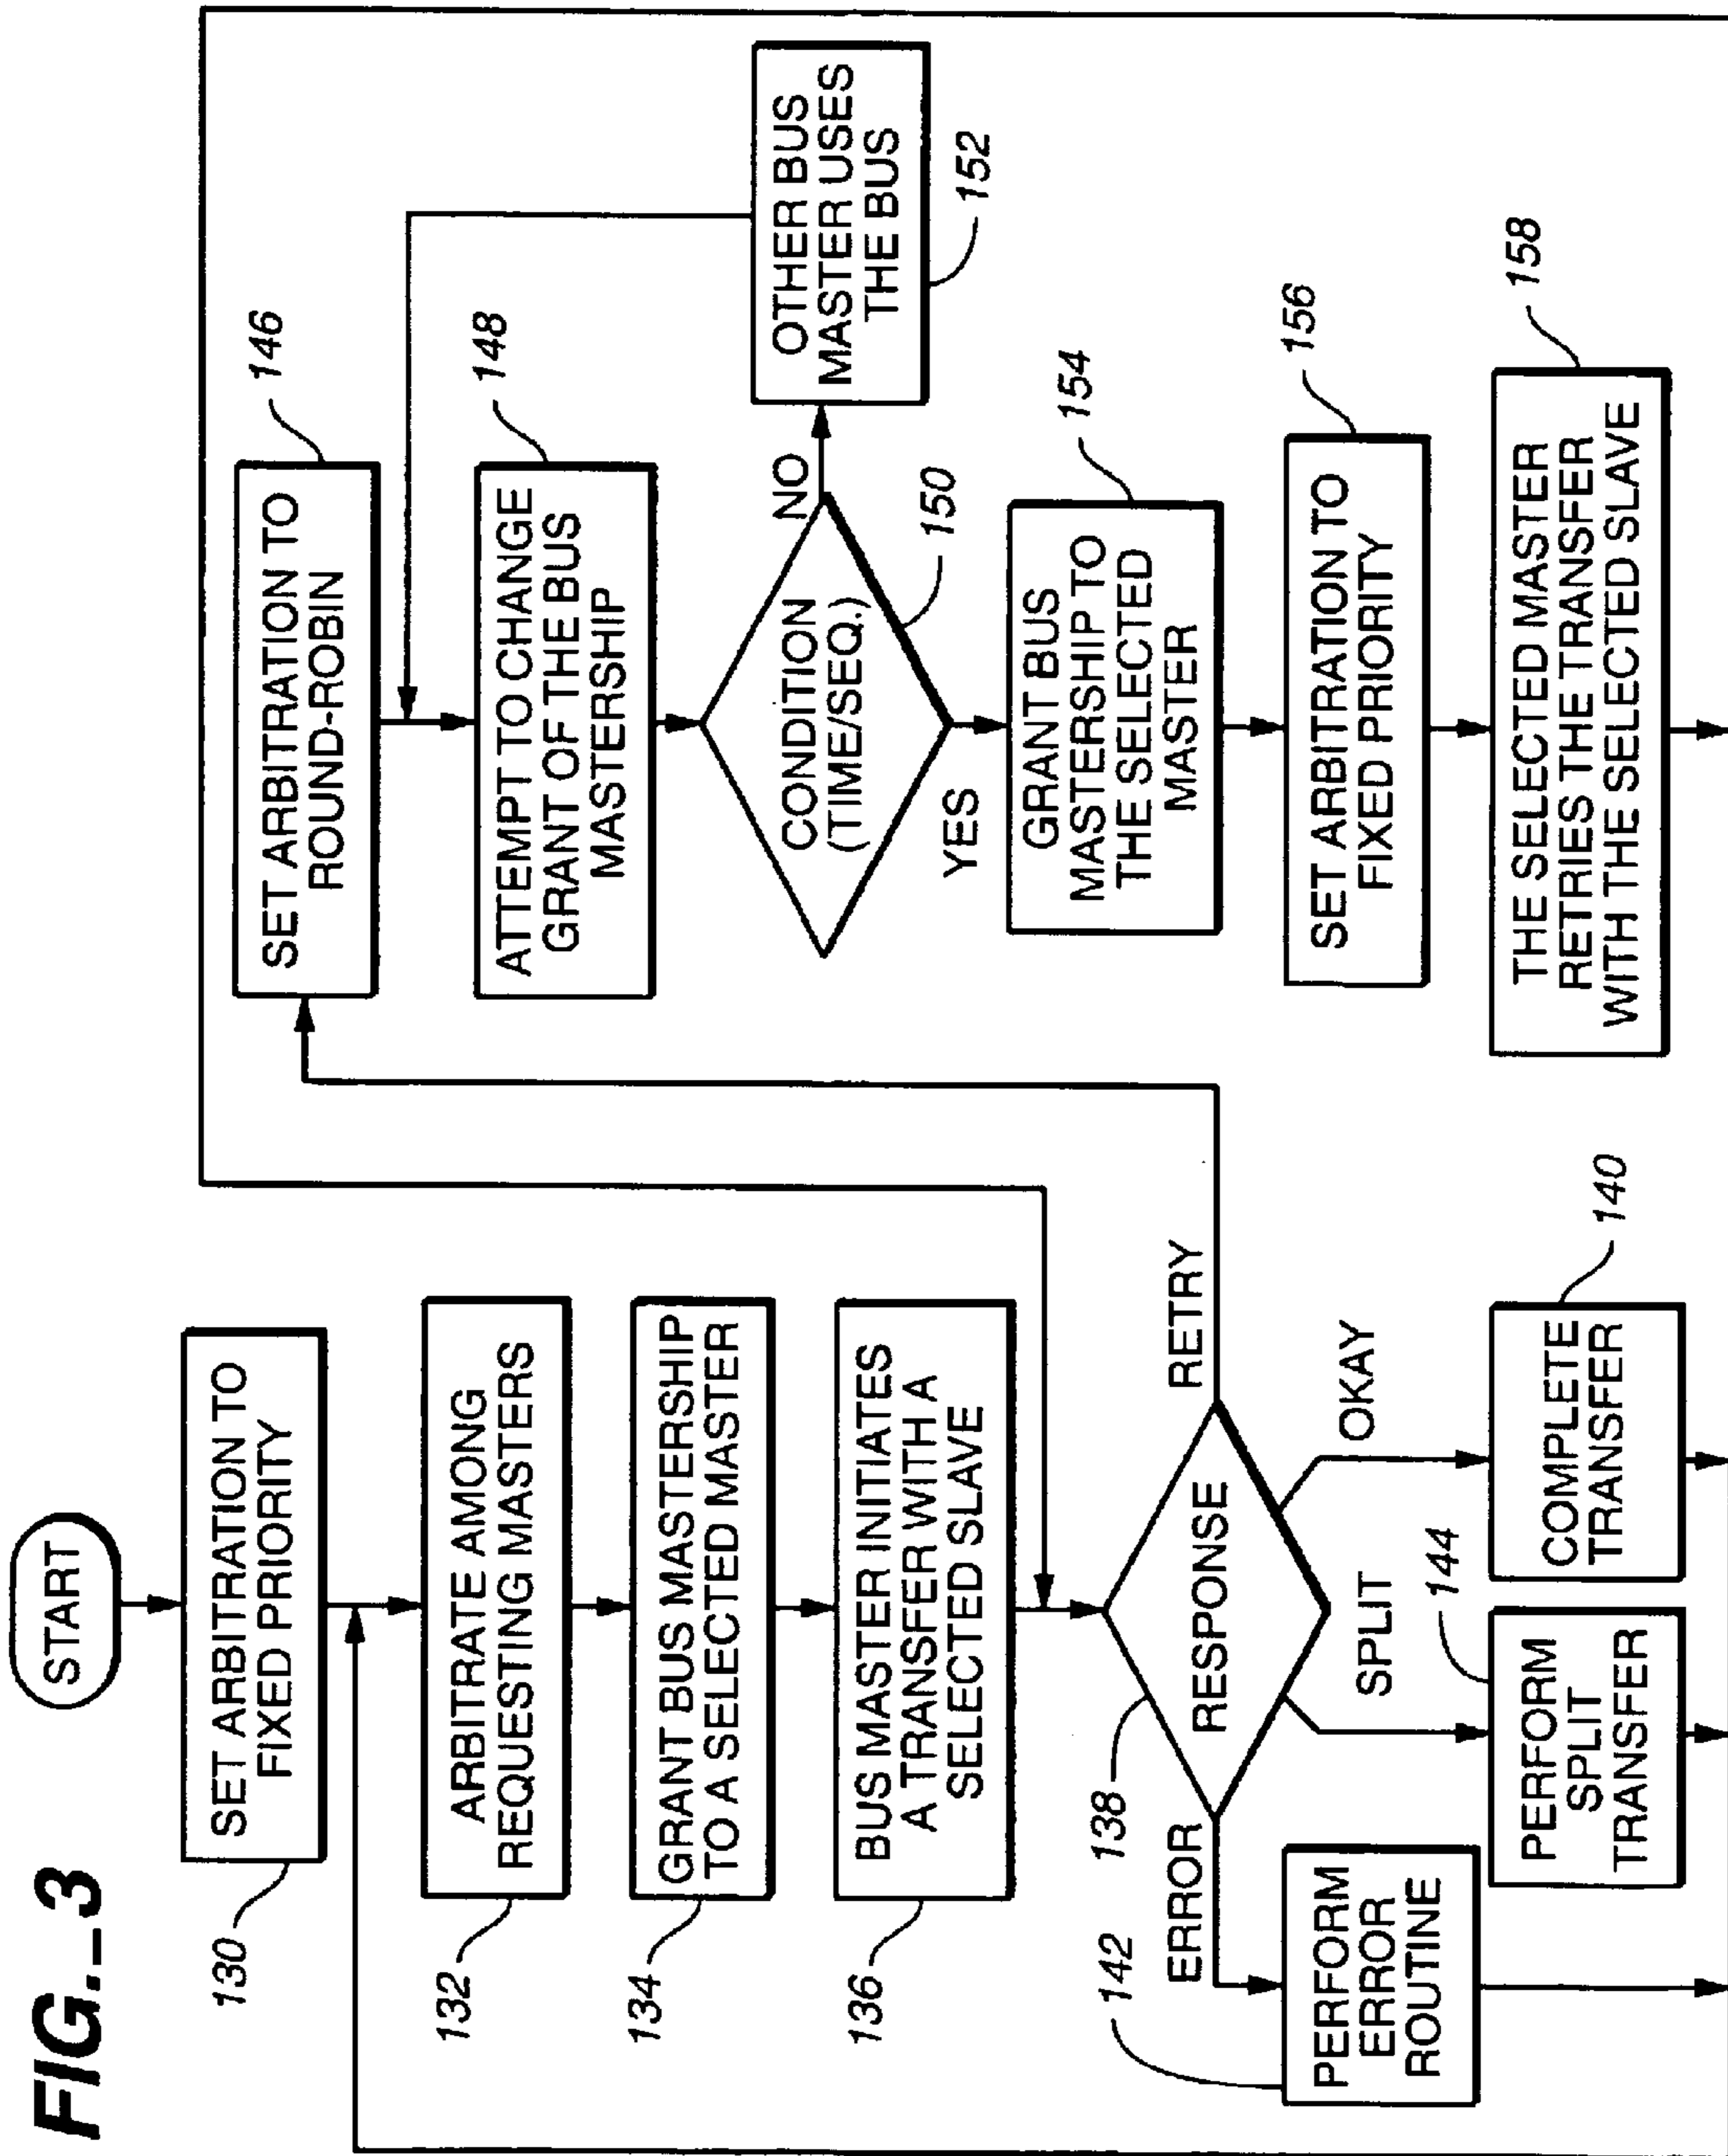 FIG._3
START
SET ARBITRATION TO
FIXED PRIORITY
130
ARBITRATE AMONG
REQUESTING MASTERS
132
GRANT BUS MASTERSHIP
TO A SELECTED MASTER
134
BUS MASTER INITIATES
A TRANSFER WITH A
SELECTED SLAVE
136
RESPONSE
138
ERROR
SPLIT
OKAY
RETRY
PERFORM
ERROR
ROUTINE
142
PERFORM
SPLIT
TRANSFER
144
COMPLETE
TRANSFER
140
SET ARBITRATION TO
ROUND-ROBIN
146
ATTEMPT TO CHANGE
GRANT OF THE BUS
MASTERSHIP
148
CONDITION
(TIME/SEQ.)
150
NO
YES
OTHER BUS
MASTER USES
THE BUS
152
GRANT BUS
MASTERSHIP TO
THE SELECTED
MASTER
154
SET ARBITRATION TO
FIXED PRIORITY
156
THE SELECTED MASTER
RETRIES THE TRANSFER
WITH THE SELECTED SLAVE
158